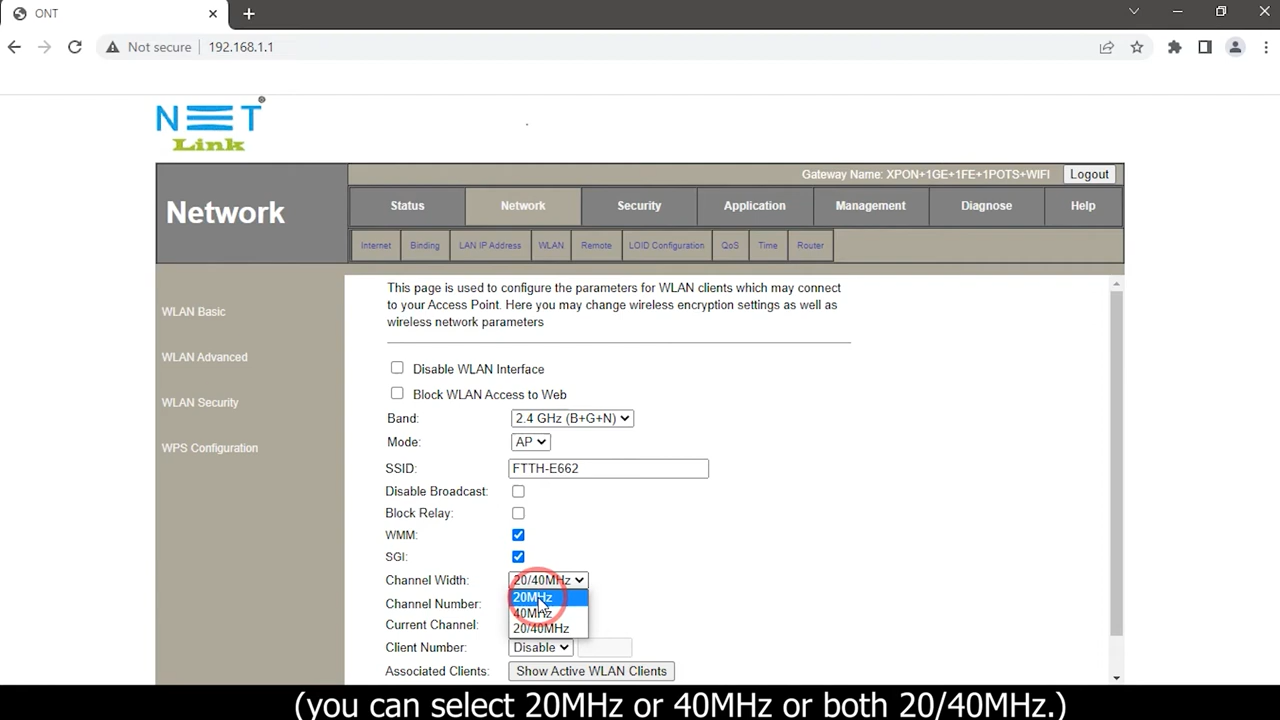 ONT
Not secure
192.168.1.1
NET
Link
Gateway Name: XPON+1GE+1FE+1POTS+WIFI
Logout
Network
Status
Network
Security
Application
Management
Diagnose
Help
Internet
Binding
LAN IP Address
WLAN
Remote
LOID Configuration
QoS
Time
Router
WLAN Basic
WLAN Advanced
WLAN Security
WPS Configuration
This page is used to configure the parameters for WLAN clients which may connect
to your Access Point. Here you may change wireless encryption settings as well as
wireless network parameters
Disable WLAN Interface
Block WLAN Access to Web
Band: 2.4 GHz (B+G+N)
Mode: AP
SSID: FTTH-E662
Disable Broadcast:
Block Relay:
WMM:
SGI:
Channel Width: 20/40MHz
20MHz
Channel Number:
40MHz
Current Channel:
20/40MHz
Client Number: Disable
Associated Clients: Show Active WLAN Clients
(you can select 20MHz or 40MHz or both 20/40MHz.)